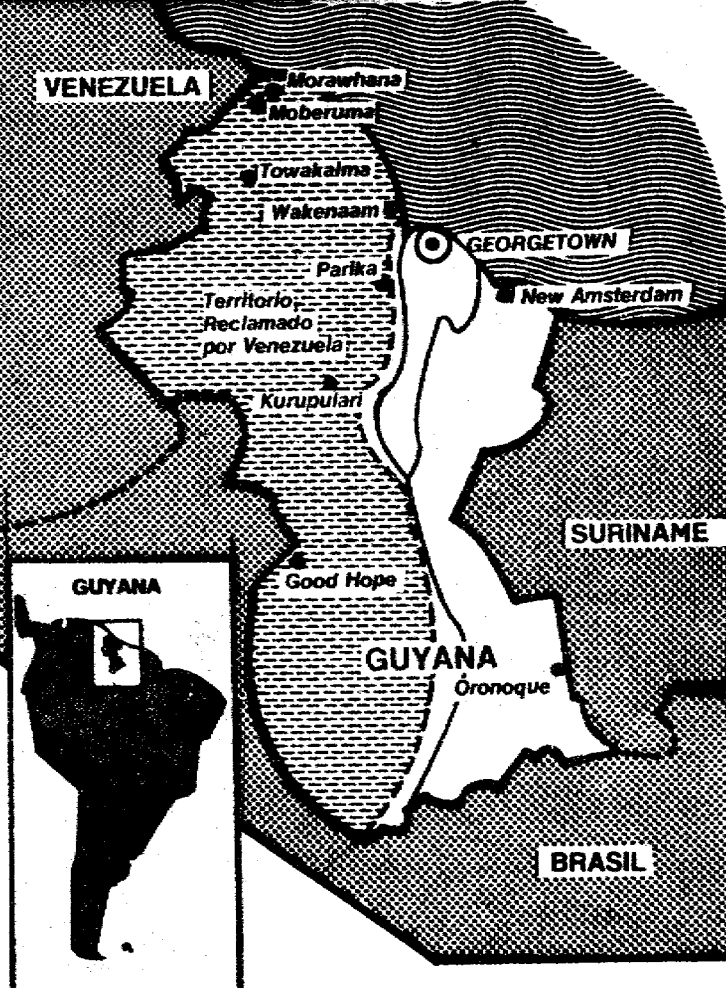 VENEZUELA
Morawhana
Moberuma
Towakalma
Wakenaam
GEORGETOWN
Parika
New Amsterdam
Territorio
Reclamado
por Venezuela
Kurupulari
SURINAME
Good Hope
GUYANA
GUYANA
Oronoque
BRASIL